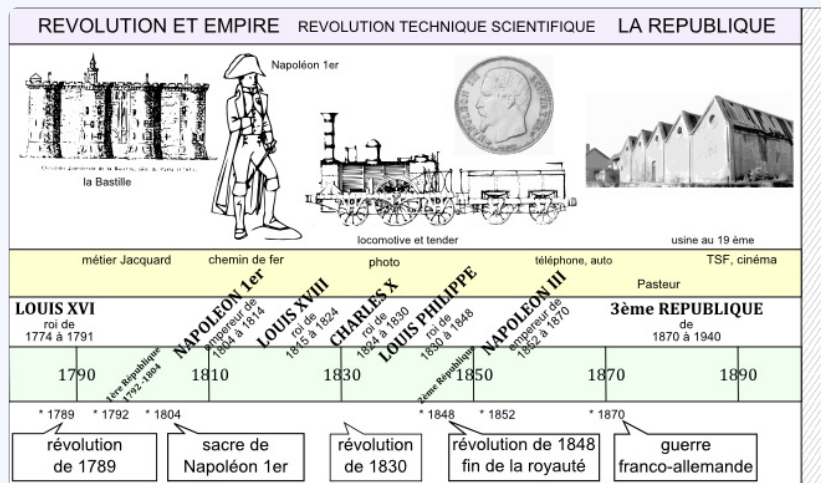 REVOLUTION ET EMPIRE REVOLUTION TECHNIQUE SCIENTIFIQUE LA REPUBLIQUE
Napoléon 1er
la Bastille
locomotive et tender
usine au 19 ème
métier Jacquard chemin de fer photo téléphone, auto TSF, cinéma
Pasteur
LOUIS XVI
roi de
1774 à 1791
1ère République
1792 -1804
NAPOLEON 1er
empereur de
1804 à 1814
LOUIS XVIII
roi de
1815 à 1824
CHARLES X
roi de
1824 à 1830
LOUIS PHILIPPE
roi de
1830 à 1848
2ème République
NAPOLEON III
empereur de
1852 à 1870
3ème REPUBLIQUE
de
1870 à 1940
1790 1810 1830 1850 1870 1890
* 1789 * 1792 * 1804 * 1848 * 1852 * 1870
révolution
de 1789
sacre de
Napoléon 1er
révolution
de 1830
révolution de 1848
fin de la royauté
guerre
franco-allemande